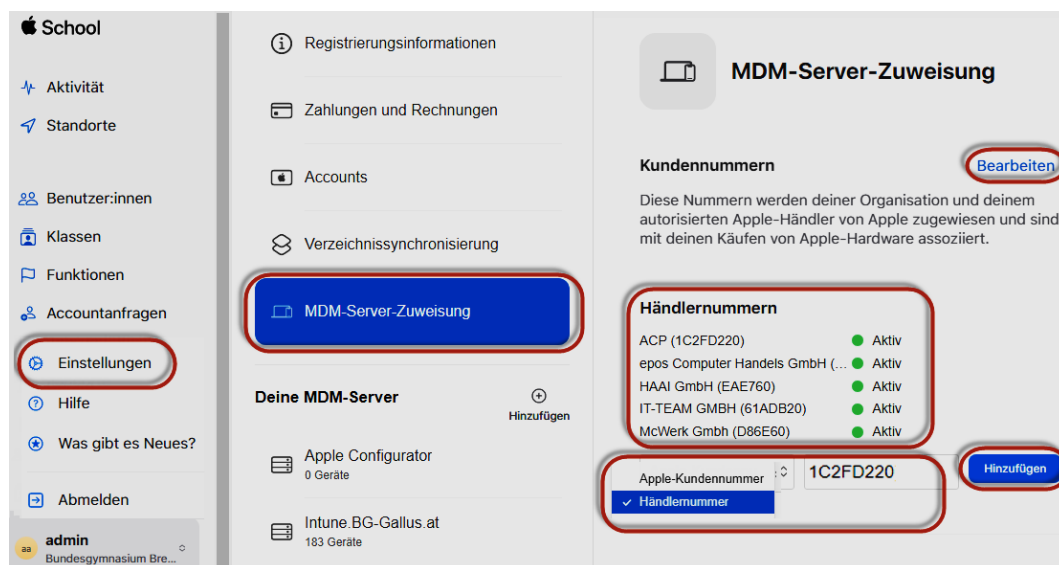 School
Aktivität
Standorte
Benutzer:innen
Klassen
Funktionen
Accountanfragen
Einstellungen
Hilfe
Was gibt es Neues?
Abmelden
aa
admin
Bundesgymnasium Bre...
Registrierungsinformationen
Zahlungen und Rechnungen
Accounts
Verzeichnissynchronisierung
MDM-Server-Zuweisung
Deine MDM-Server
Hinzufügen
Apple Configurator
0 Geräte
Intune.BG-Gallus.at
183 Geräte
MDM-Server-Zuweisung
Kundennummern Bearbeiten
Diese Nummern werden deiner Organisation und deinem
autorisierten Apple-Händler von Apple zugewiesen und sind
mit deinen Käufen von Apple-Hardware assoziiert.
Händlernummern
ACP (1C2FD220) Aktiv
epos Computer Handels GmbH (... Aktiv
HAAI GmbH (EAE760) Aktiv
IT-TEAM GMBH (61ADB20) Aktiv
McWerk Gmbh (D86E60) Aktiv
Apple-Kundennummer
Händlernummer
1C2FD220
Hinzufügen